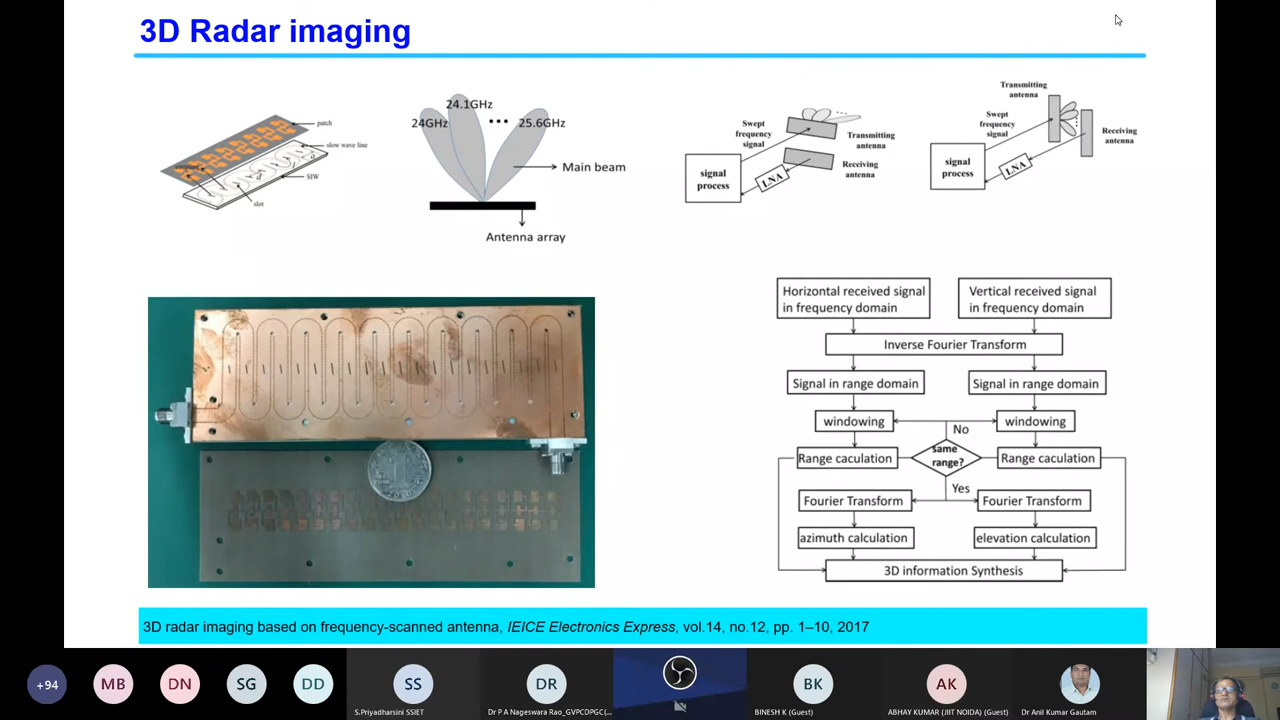 3D Radar imaging
patch
slow wave line
SIW
slot
d
24GHz
24.1GHz
•••
25.6GHz
Main beam
Antenna array
Swept
frequency
signal
Transmitting
antenna
Receiving
antenna
signal
process
LNA
Transmitting
antenna
Swept
frequency
signal
Receiving
antenna
signal
process
LNA
Horizontal received signal
in frequency domain
Vertical received signal
in frequency domain
Inverse Fourier Transform
Signal in range domain
Signal in range domain
windowing
windowing
No
Range caculation
same
range?
Range caculation
Yes
Fourier Transform
Fourier Transform
azimuth calculation
elevation calculation
3D information Synthesis
3D radar imaging based on frequency-scanned antenna, IEICE Electronics Express, vol.14, no.12, pp. 1–10, 2017
+94
MB
DN
SG
DD
SS
S.Priyadharsini SSIET
DR
Dr P A Nageswara Rao_GVPCDPGC(...
BK
BINESH K (Guest)
AK
ABHAY KUMAR (JIIT NOIDA) (Guest)
Dr Anil Kumar Gautam